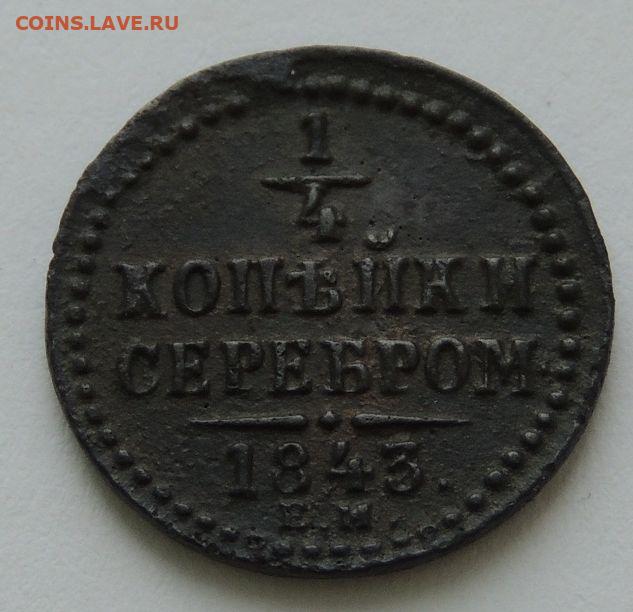 COINS.LAVE.RU
1
4
КОПѢЙКИ
СЕРЕБРОМ
1843.
Е.М.